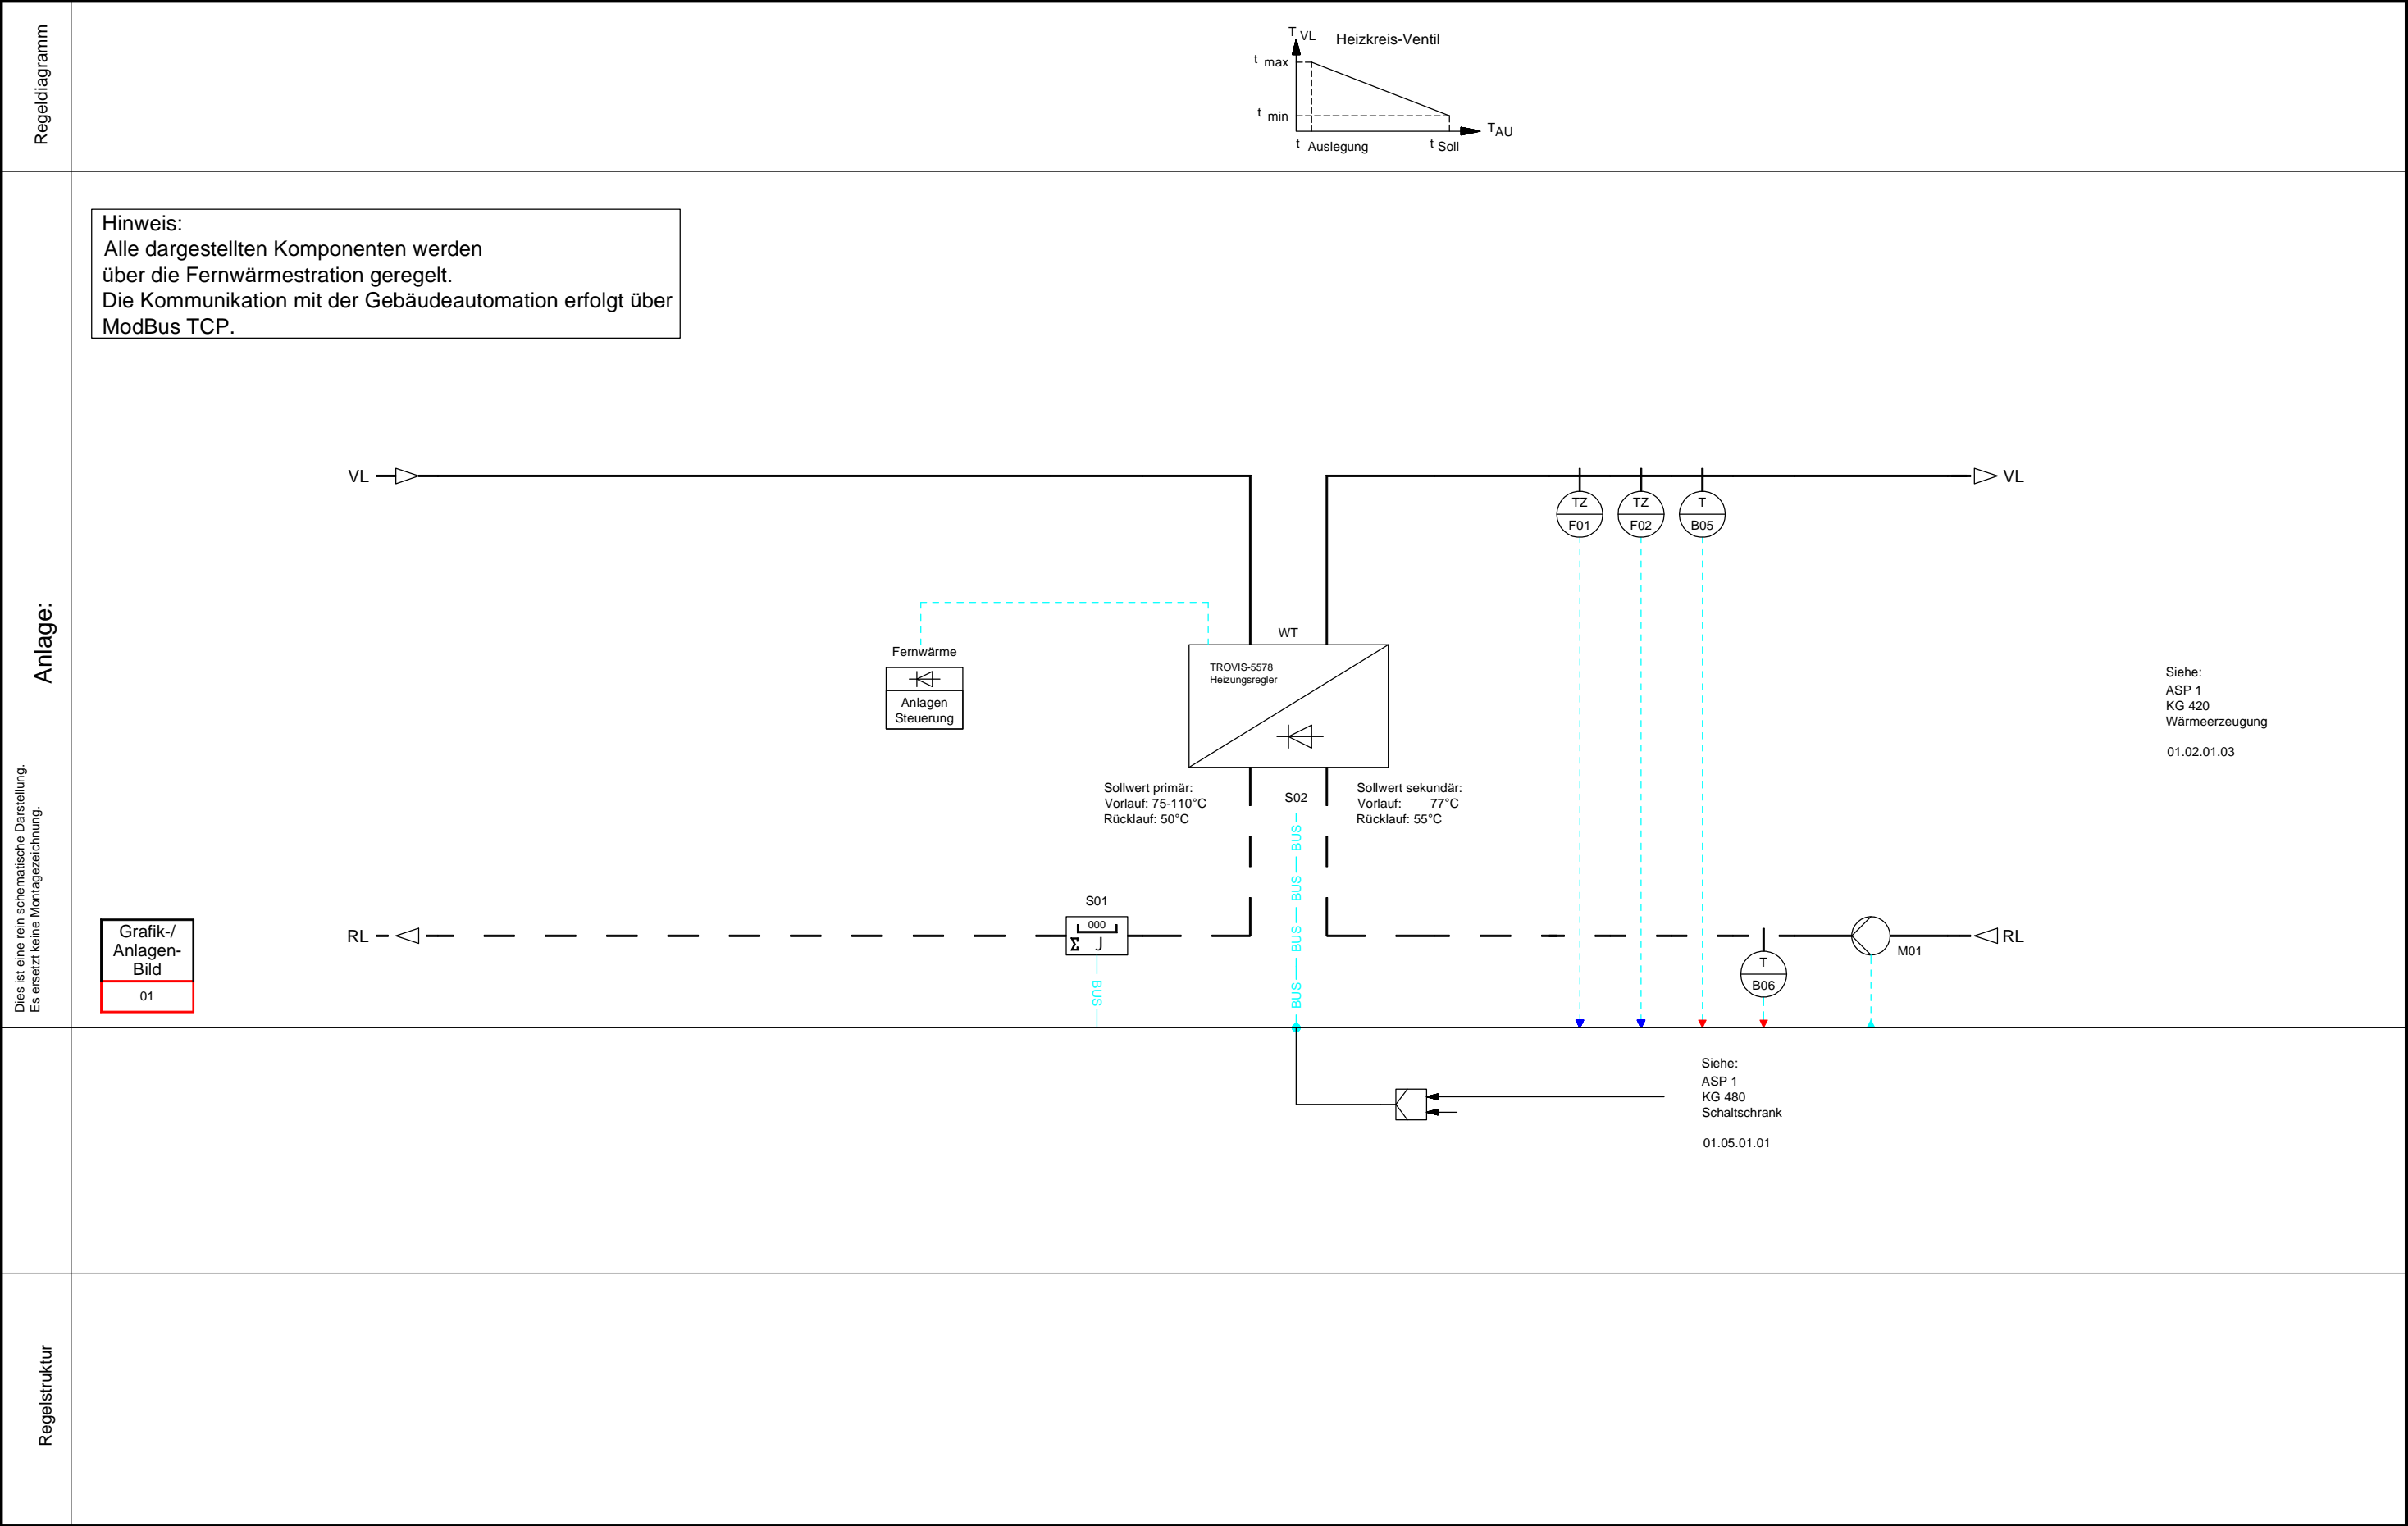 Regeldiagramm
T VL
Heizkreis-Ventil
t max
t min
TAU
t Auslegung
t Soll
Hinweis:
Alle dargestellten Komponenten werden
über die Fernwärmestration geregelt.
Die Kommunikation mit der Gebäudeautomation erfolgt über
ModBus TCP.
Anlage:
Dies ist eine rein schematische Darstellung.
Es ersetzt keine Montagezeichnung.
VL
VL
TZ
F01
TZ
F02
T
B05
WT
Fernwärme
Anlagen
Steuerung
TROVIS-5578
Heizungsregler
Siehe:
ASP 1
KG 420
Wärmeerzeugung
01.02.01.03
Sollwert primär:
Vorlauf: 75-110°C
Rücklauf: 50°C
S02
Sollwert sekundär:
Vorlauf: 77°C
Rücklauf: 55°C
BUS
BUS
BUS
BUS
S01
000
Σ J
BUS
RL
RL
M01
T
B06
Grafik-/
Anlagen-
Bild
01
Siehe:
ASP 1
KG 480
Schaltschrank
01.05.01.01
Regelstruktur